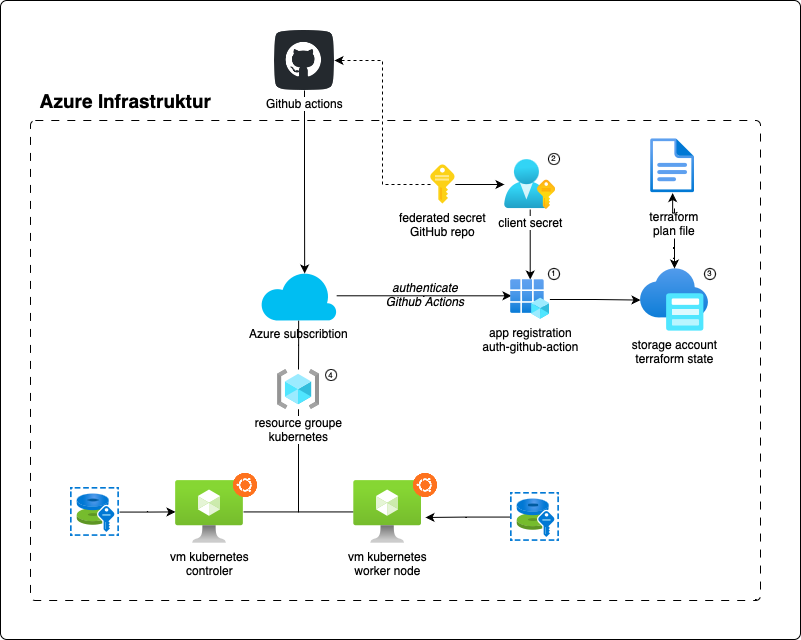 Github actions
Azure Infrastruktur
2
federated secret
GitHub repo
client secret
terraform
plan file
1
3
authenticate
Github Actions
Azure subscribtion
app registration
auth-github-action
storage account
terraform state
4
resource groupe
kubernetes
vm kubernetes
controler
vm kubernetes
worker node